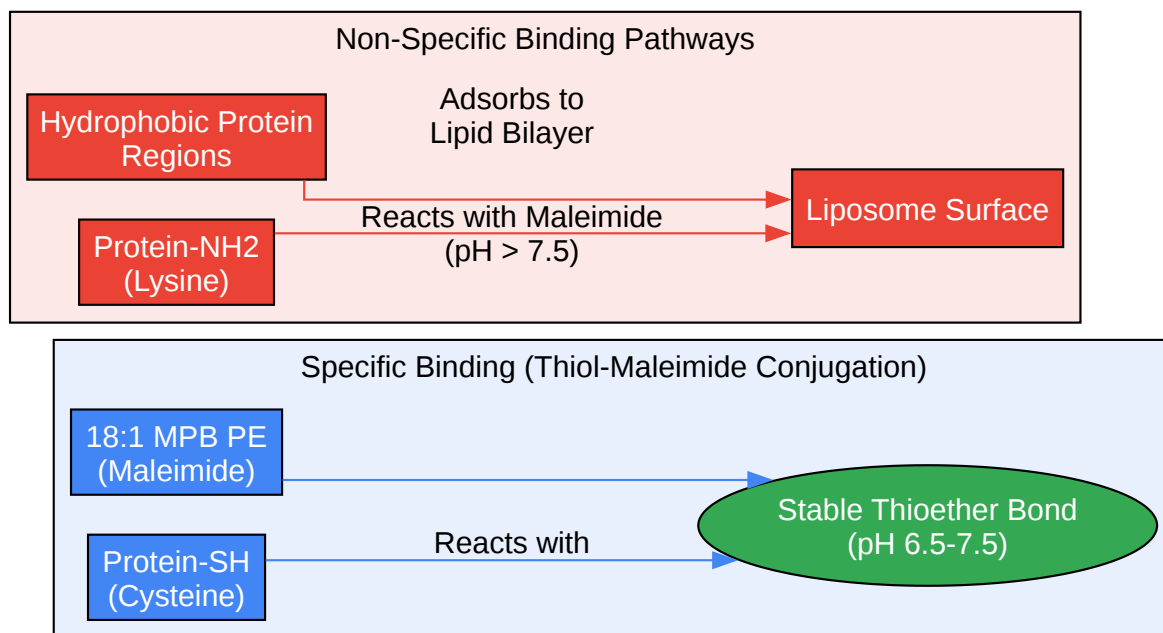 Non-Specific Binding Pathways
Adsorbs to
Lipid Bilayer
Hydrophobic Protein
Regions
Liposome Surface
Reacts with Maleimide
(pH > 7.5)
Protein-NH2
(Lysine)
Specific Binding (Thiol-Maleimide Conjugation)
18:1 MPB PE
(Maleimide)
Stable Thioether Bond
(pH 6.5-7.5)
Reacts with
Protein-SH
(Cysteine)